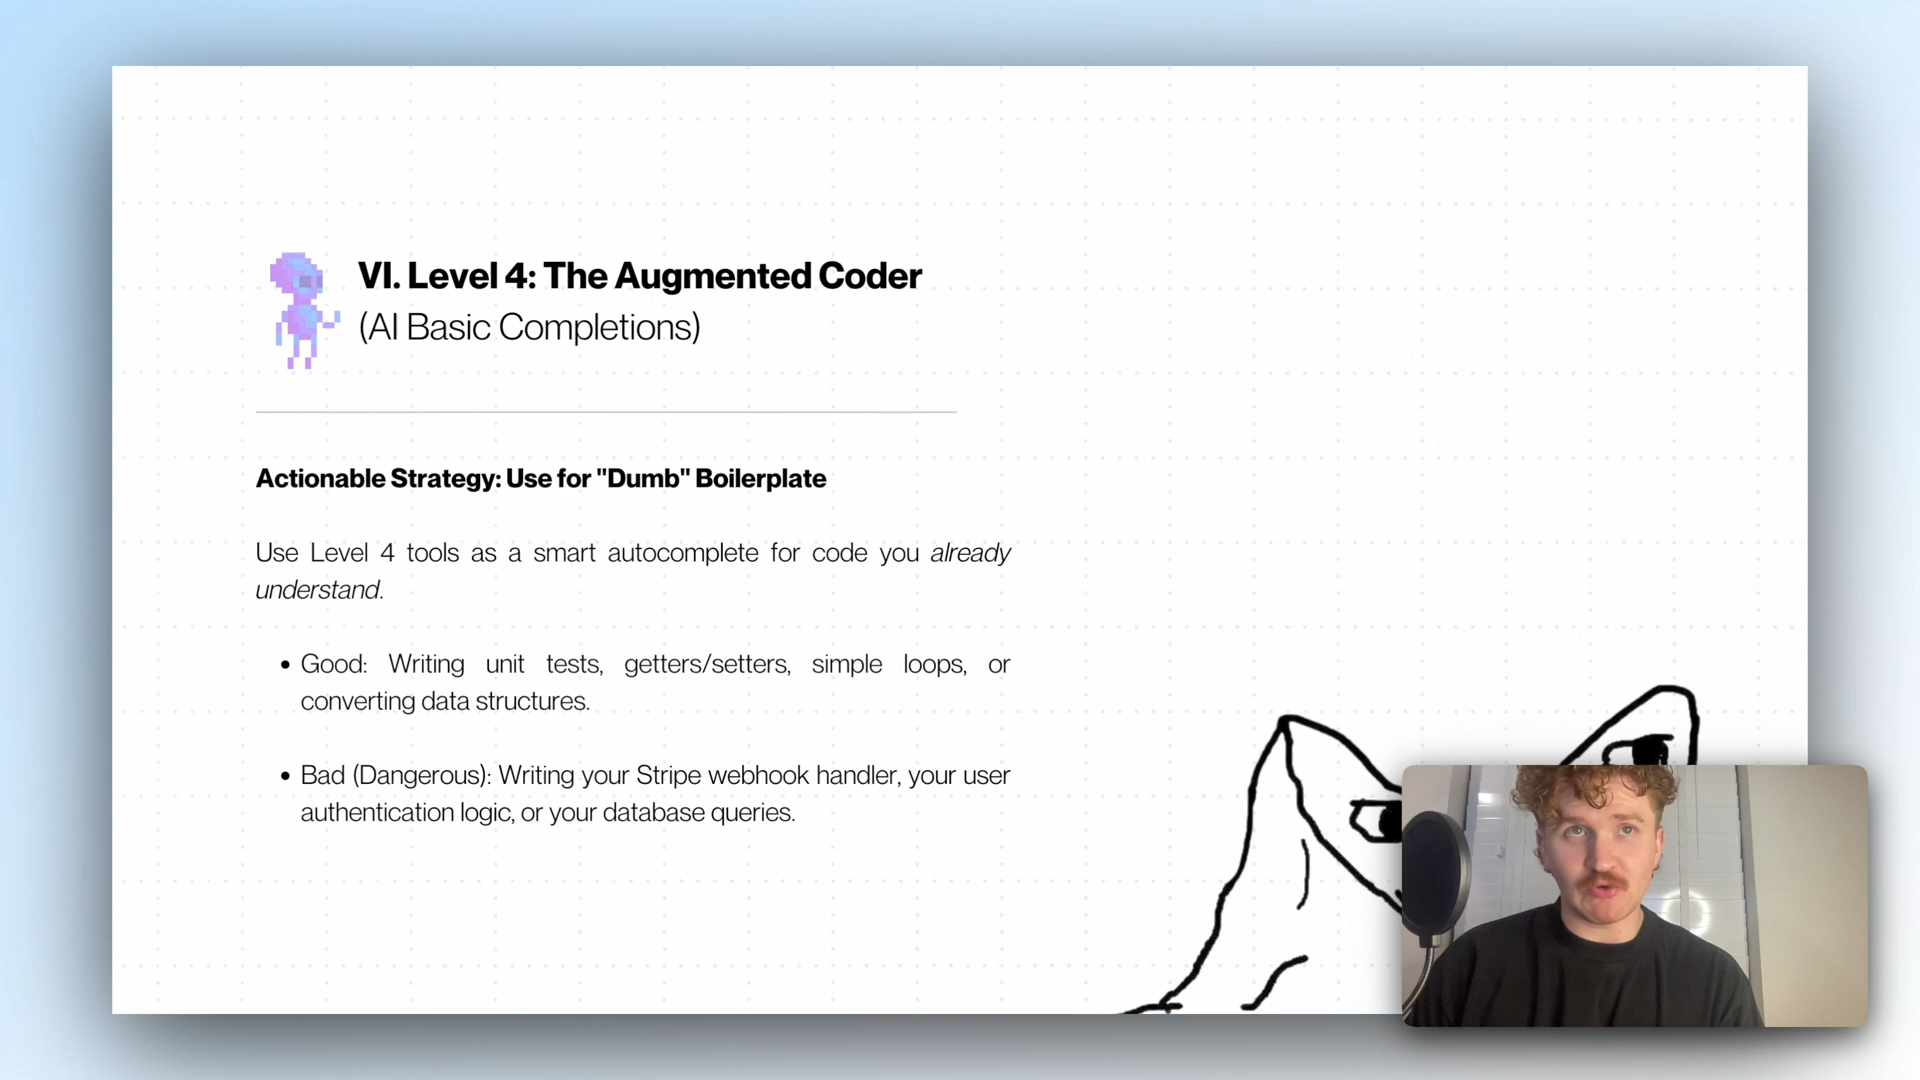 VI. Level 4: The Augmented Coder
(AI Basic Completions)
Actionable Strategy: Use for "Dumb" Boilerplate
Use Level 4 tools as a smart autocomplete for code you already
understand.
• Good: Writing unit tests, getters/setters, simple loops, or
converting data structures.
• Bad (Dangerous): Writing your Stripe webhook handler, your user
authentication logic, or your database queries.